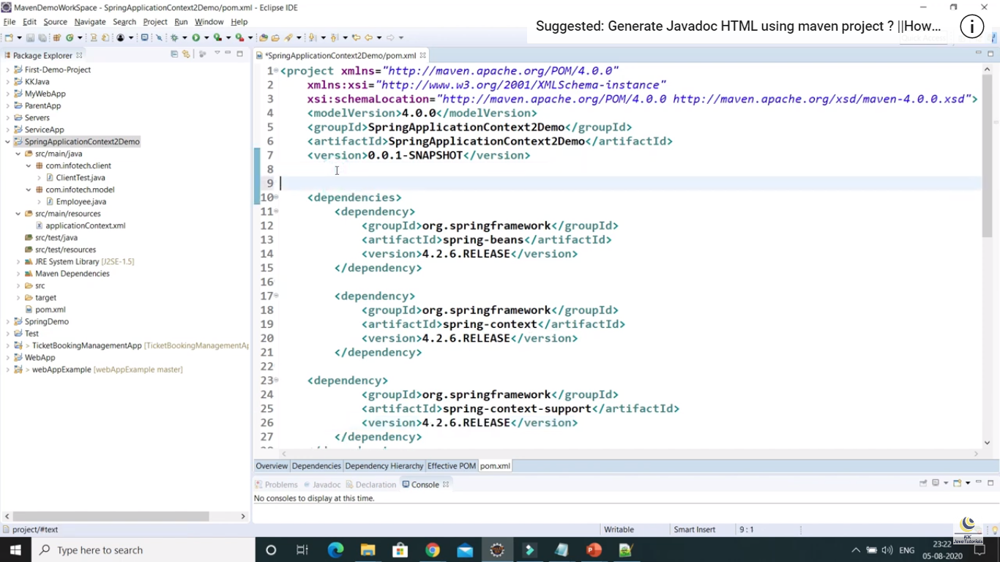 MavenDemoWorkSpace - SpringApplicationContext2Demo/pom.xml - Eclipse IDE
File Edit Source Navigate Search Project Run Window Help
Suggested: Generate Javadoc HTML using maven project ? ||How...
Package Explorer
First-Demo-Project
KKJava
MyWebApp
ParentApp
Servers
ServiceApp
SpringApplicationContext2Demo
src/main/java
com.infotech.client
ClientTest.java
com.infotech.model
Employee.java
src/main/resources
applicationContext.xml
src/test/java
src/test/resources
JRE System Library [J2SE-1.5]
Maven Dependencies
src
target
pom.xml
SpringDemo
Test
> TicketBookingManagementApp [TicketBookingManagementAp
WebApp
> webAppExample [webAppExample master]
*SpringApplicationContext2Demo/pom.xml
1 <project xmlns="http://maven.apache.org/POM/4.0.0"
2 xmlns:xsi="http://www.w3.org/2001/XMLSchema-instance"
3 xsi:schemaLocation="http://maven.apache.org/POM/4.0.0 http://maven.apache.org/xsd/maven-4.0.0.xsd">
4 <modelVersion>4.0.0</modelVersion>
5 <groupId>SpringApplicationContext2Demo</groupId>
6 <artifactId>SpringApplicationContext2Demo</artifactId>
7 <version>0.0.1-SNAPSHOT</version>
8
9
10 <dependencies>
11 <dependency>
12 <groupId>org.springframework</groupId>
13 <artifactId>spring-beans</artifactId>
14 <version>4.2.6.RELEASE</version>
15 </dependency>
16
17 <dependency>
18 <groupId>org.springframework</groupId>
19 <artifactId>spring-context</artifactId>
20 <version>4.2.6.RELEASE</version>
21 </dependency>
22
23 <dependency>
24 <groupId>org.springframework</groupId>
25 <artifactId>spring-context-support</artifactId>
26 <version>4.2.6.RELEASE</version>
27 </dependency>
Overview Dependencies Dependency Hierarchy Effective POM pom.xml
Problems Javadoc Declaration Console
No consoles to display at this time.
project/#text Writable Smart Insert 9 : 1
KK JavaTutorials
Type here to search
ENG
23:22
05-08-2020